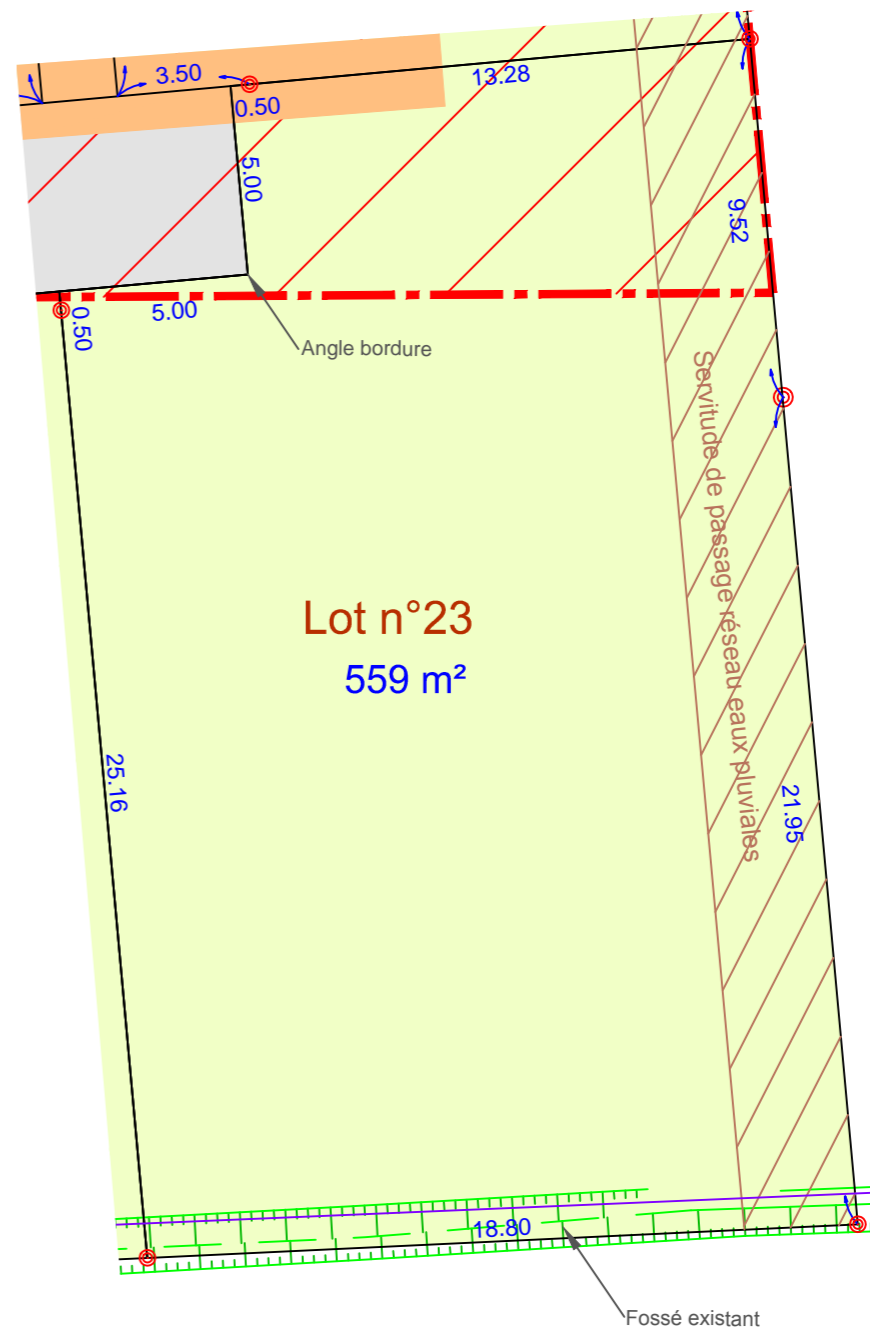 3.50
13.28
0.50
5.00
9.52
5.00
0.50
Angle bordure
Servitude de passage réseau eaux pluviales
Lot n°23
559 m²
25.16
21.95
18.80
Fossé existant